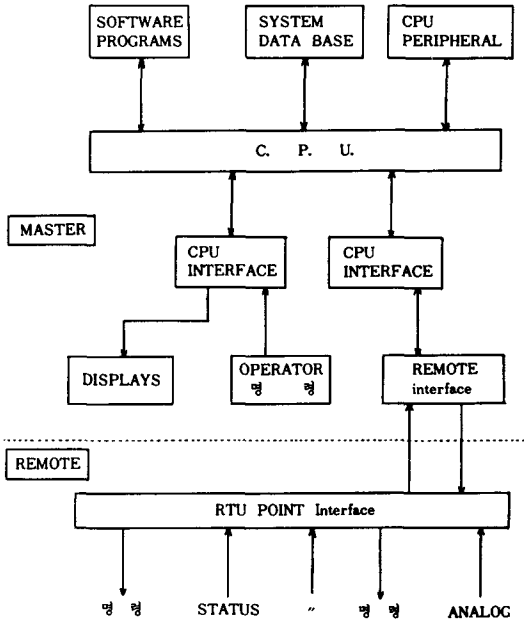 SOFTWARE
PROGRAMS
SYSTEM
DATA BASE
CPU
PERIPHERAL
C. P. U.
MASTER
CPU
INTERFACE
CPU
INTERFACE
DISPLAYS
OPERATOR
명 령
REMOTE
interface
REMOTE
RTU POINT Interface
명 령
STATUS
〃
명 령
ANALOG